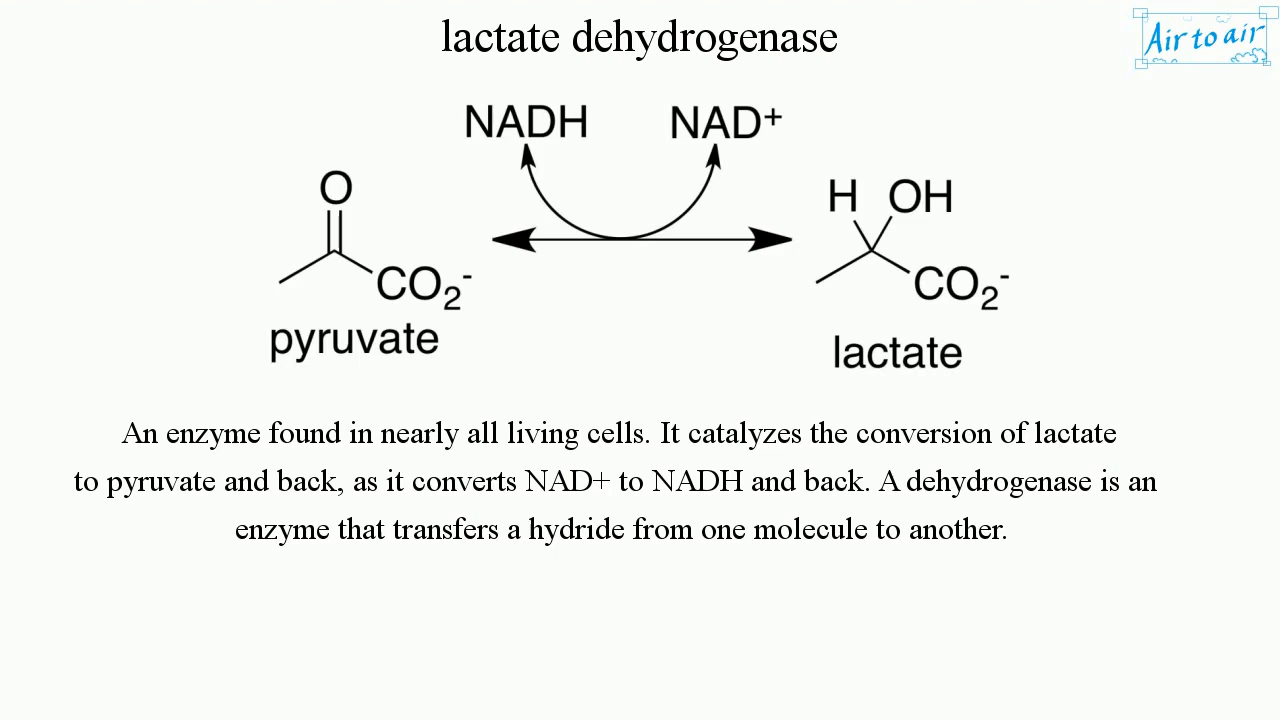 lactate dehydrogenase
Air to air
NADH NAD+
O
H OH
CO2-
CO2-
pyruvate
lactate
An enzyme found in nearly all living cells. It catalyzes the conversion of lactate
to pyruvate and back, as it converts NAD+ to NADH and back. A dehydrogenase is an
enzyme that transfers a hydride from one molecule to another.